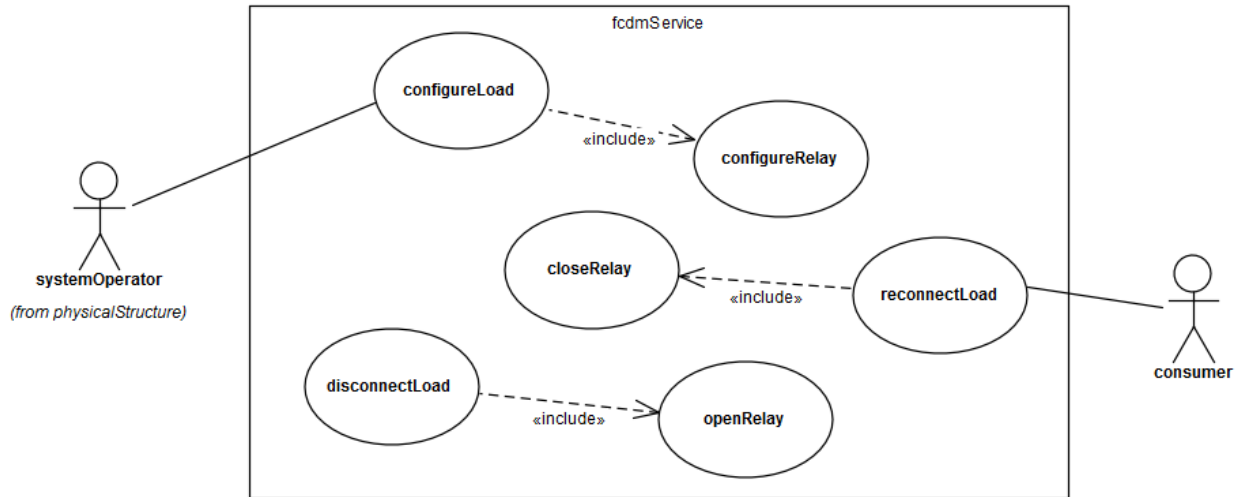 fcdmService
configureLoad
«include»
configureRelay
closeRelay
«include»
reconnectLoad
systemOperator
(from physicalStructure)
consumer
disconnectLoad
«include»
openRelay